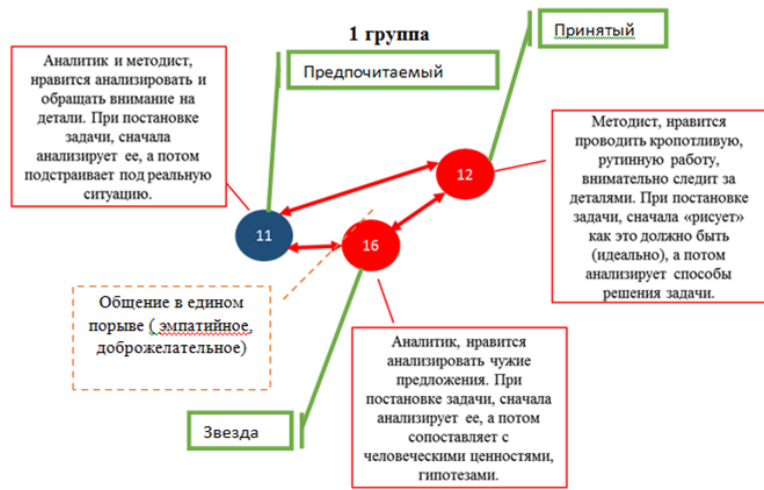 1 группа
Принятый
Предпочитаемый
Аналитик и методист,
нравится анализировать и
обращать внимание на
детали. При постановке
задачи, сначала
анализирует ее, а потом
подстраивает под реальную
ситуацию.
Методист, нравится
проводить кропотливую,
рутинную работу,
внимательно следит за
деталями. При постановке
задачи, сначала «рисует»
как это должно быть
(идеально), а потом
анализирует способы
решения задачи.
12
11
16
Общение в едином
порыве ( эмпатийное,
доброжелательное)
Аналитик, нравится
анализировать чужие
предложения. При
постановке задачи, сначала
анализирует ее, а потом
сопоставляет с
человеческими ценностями,
гипотезами.
Звезда